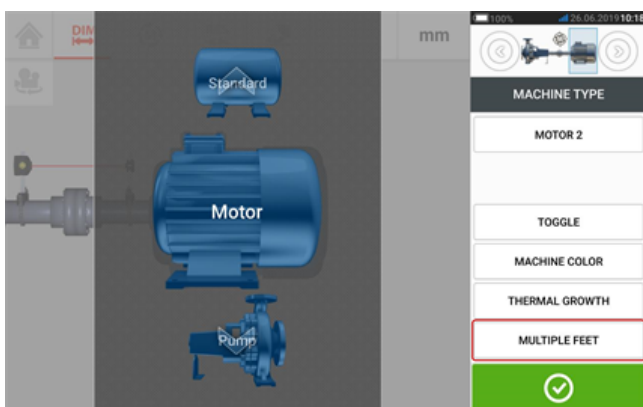 100%
26.06.2019 10:18
DIM
mm
Standard
Motor
Pump
MACHINE TYPE
MOTOR 2
TOGGLE
MACHINE COLOR
THERMAL GROWTH
MULTIPLE FEET